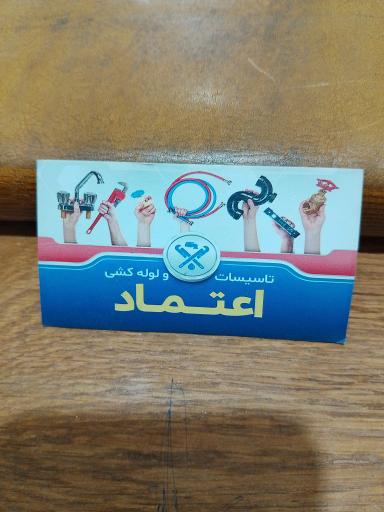 تاسیسات و لوله کشی
اعتماد